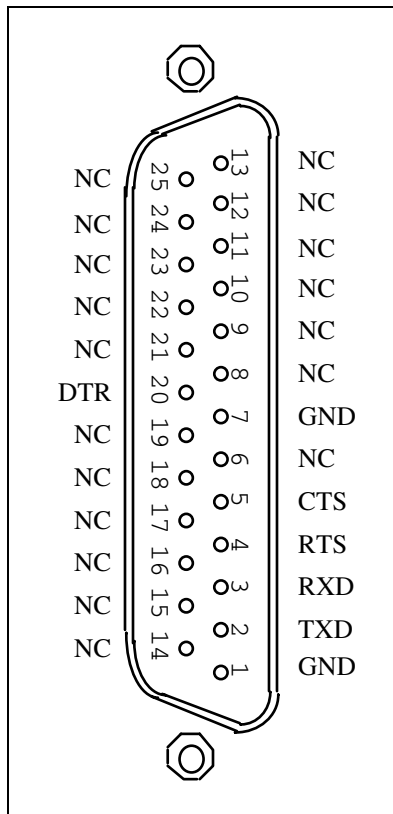 13 NC
NC 25
12 NC
NC 24
11 NC
NC 23
10 NC
NC 22
9 NC
NC 21
8 NC
DTR 20
7 GND
NC 19
6 NC
NC 18
5 CTS
NC 17
4 RTS
NC 16
3 RXD
NC 15
2 TXD
NC 14
1 GND